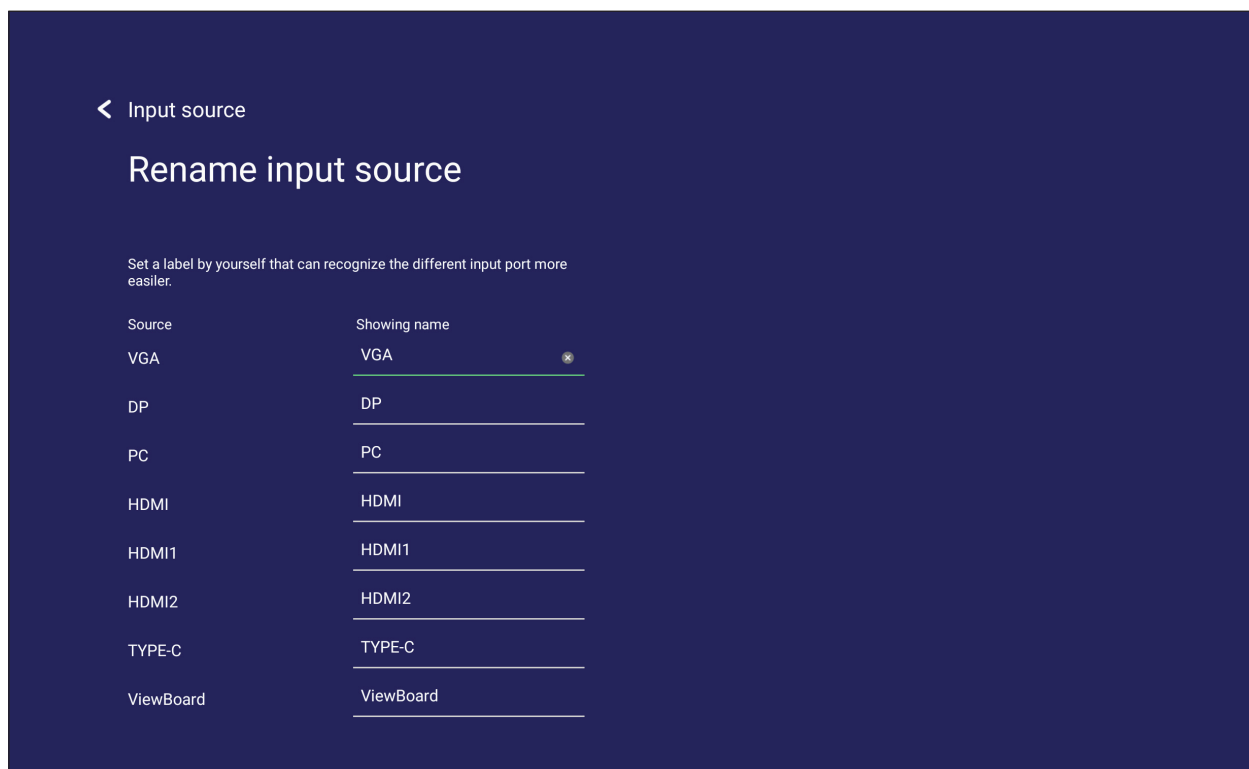 Input source
Rename input source
Set a label by yourself that can recognize the different input port more
easiler.
Source Showing name
VGA VGA
DP DP
PC PC
HDMI HDMI
HDMI1 HDMI1
HDMI2 HDMI2
TYPE-C TYPE-C
ViewBoard ViewBoard